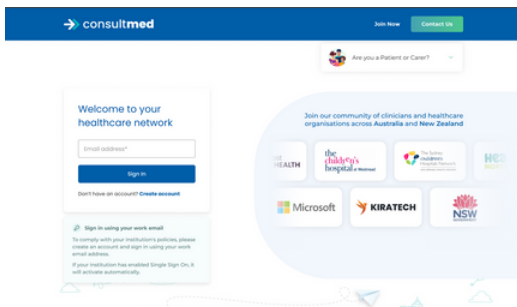 consultmed
Join Now
Contact Us
Are you a Patient or Carer?
Welcome to your
healthcare network
Email address*
Sign In
Don't have an account? Create account
Sign in using your work email
To comply with your institution's policies, please
create an account and sign in using your work
email address.
If your institution has enabled Single Sign On, it
will activate automatically.
Join our community of clinicians and healthcare
organisations across Australia and New Zealand
HEALTH
the
children's
hospital at Westmead
The Sydney
children's
Hospitals Network
Microsoft
KIRATECH
NSW